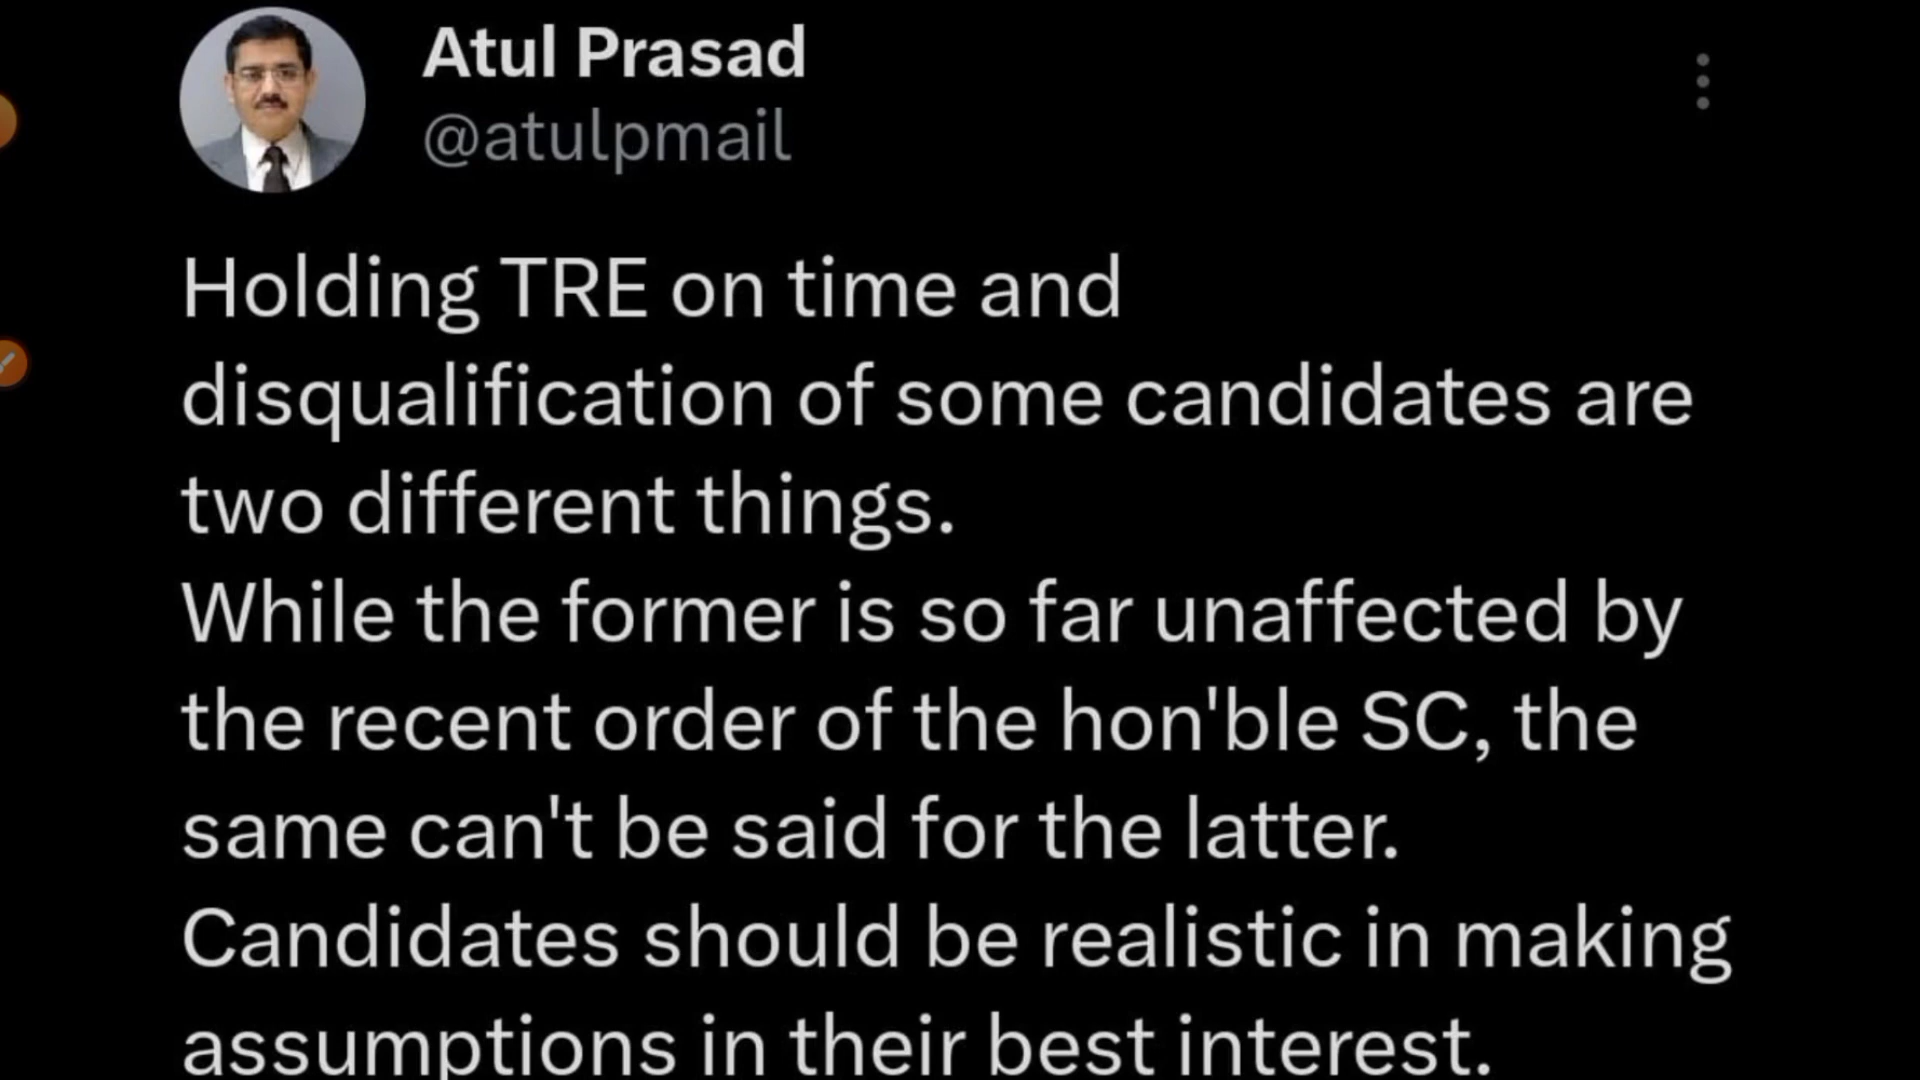 Atul Prasad
@atulpmail
Holding TRE on time and
disqualification of some candidates are
two different things.
While the former is so far unaffected by
the recent order of the hon'ble SC, the
same can't be said for the latter.
Candidates should be realistic in making
assumptions in their best interest.